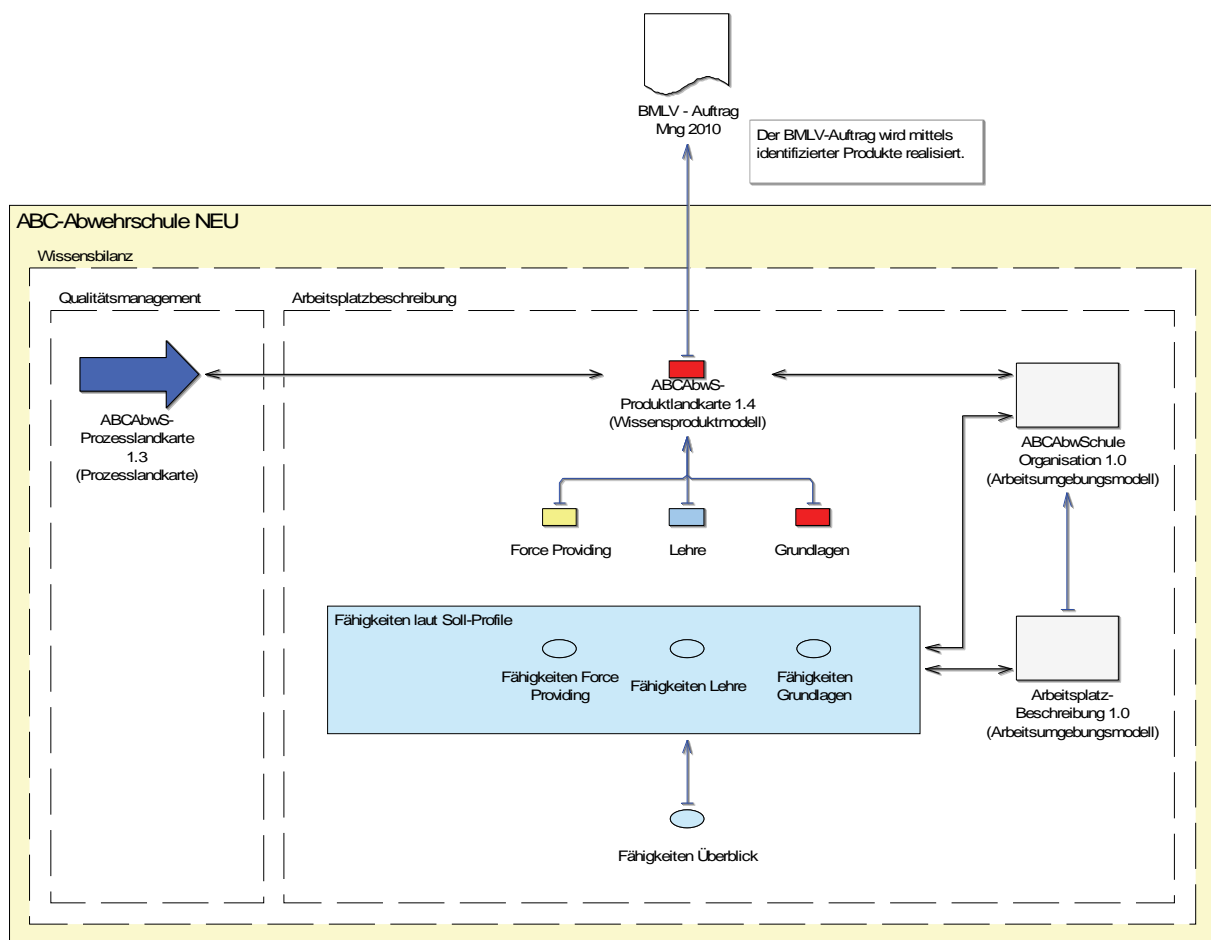 BMLV - Auftrag
Mng 2010
Der BMLV-Auftrag wird mittels
identifizierter Produkte realisiert.
ABC-Abwehrschule NEU
Wissensbilanz
Qualitätsmanagement
Arbeitsplatzbeschreibung
ABCAbwS-
Prozesslandkarte
1.3
(Prozesslandkarte)
ABCAbwS-
Produktlandkarte 1.4
(Wissensproduktmodell)
ABCAbwSchule
Organisation 1.0
(Arbeitsumgebungsmodell)
Force Providing
Lehre
Grundlagen
Fähigkeiten laut Soll-Profile
Fähigkeiten Force
Providing
Fähigkeiten Lehre
Fähigkeiten
Grundlagen
Arbeitsplatz-
Beschreibung 1.0
(Arbeitsumgebungsmodell)
Fähigkeiten Überblick